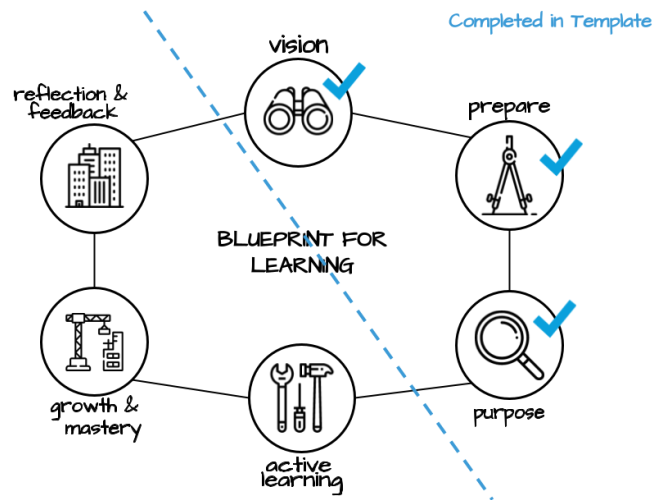 Completed in Template
vision
reflection &
feedback
prepare
BLUEPRINT FOR
LEARNING
growth &
mastery
purpose
active
learning